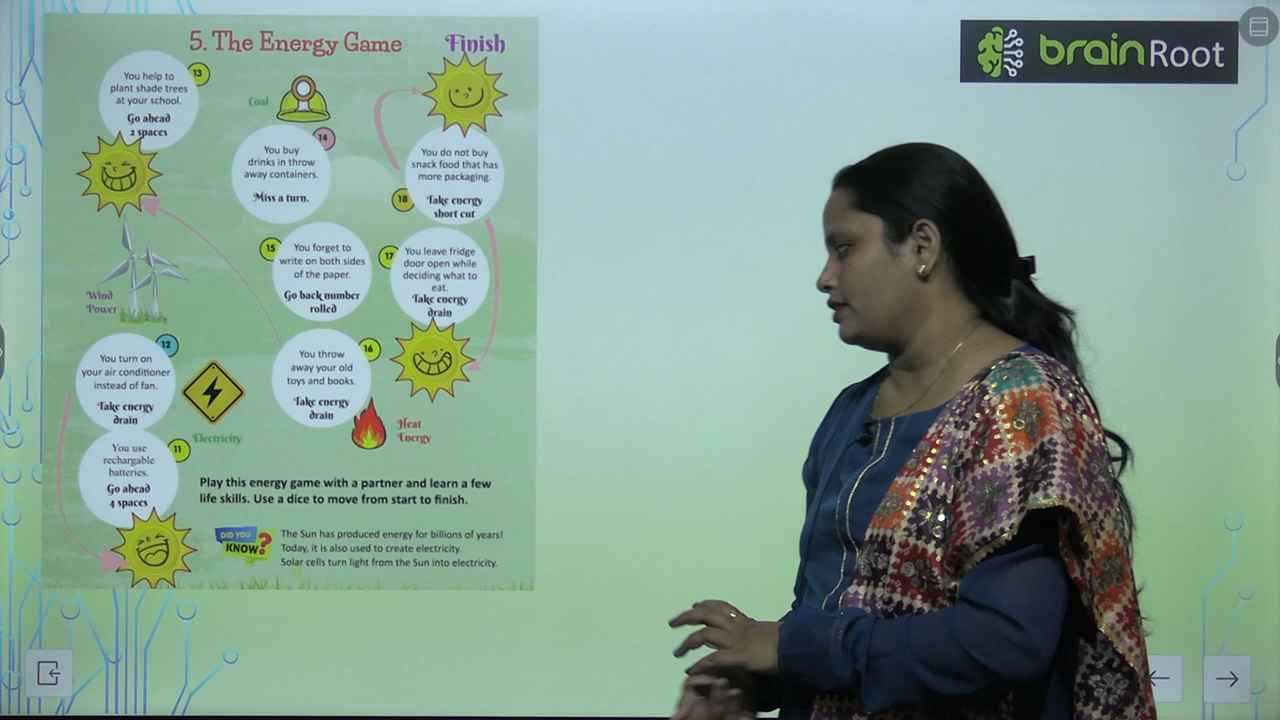 5. The Energy Game
Finish
brainRoot
13
You help to
plant shade trees
at your school.
Go ahead
2 spaces
Coal
14
You buy
drinks in throw
away containers.
Miss a turn.
You do not buy
snack food that has
more packaging.
18
Take energy
short cut
15
You forget to
write on both sides
of the paper.
Go back number
rolled
17
You leave fridge
door open while
deciding what to
eat.
Take energy
drain
Wind
Power
12
You turn on
your air conditioner
instead of fan.
Take energy
drain
16
You throw
away your old
toys and books.
Take energy
drain
Electricity
Heat
Energy
11
You use
rechargable
batteries.
Go ahead
4 spaces
Play this energy game with a partner and learn a few
life skills. Use a dice to move from start to finish.
DID YOU
KNOW?
The Sun has produced energy for billions of years!
Today, it is also used to create electricity.
Solar cells turn light from the Sun into electricity.